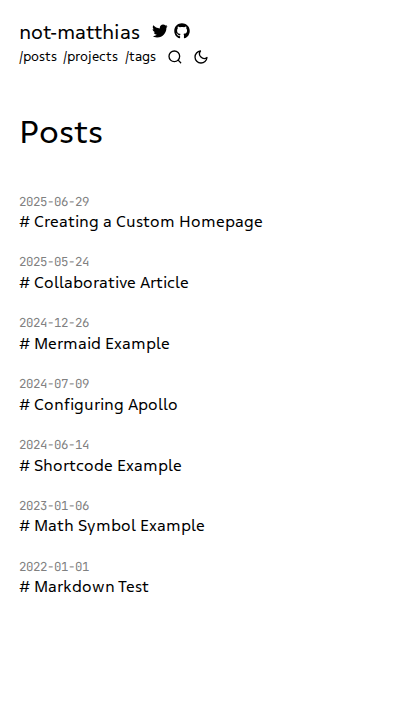 not-matthias
/posts /projects /tags
Posts
2025-06-29
# Creating a Custom Homepage
2025-05-24
# Collaborative Article
2024-12-26
# Mermaid Example
2024-07-09
# Configuring Apollo
2024-06-14
# Shortcode Example
2023-01-06
# Math Symbol Example
2022-01-01
# Markdown Test